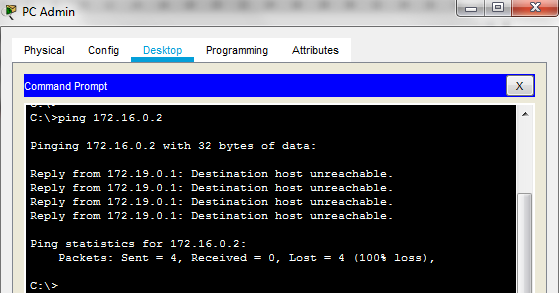 PC Admin
Physical Config Desktop Programming Attributes
Command Prompt
X
C:\>
C:\>ping 172.16.0.2
Pinging 172.16.0.2 with 32 bytes of data:
Reply from 172.19.0.1: Destination host unreachable.
Reply from 172.19.0.1: Destination host unreachable.
Reply from 172.19.0.1: Destination host unreachable.
Reply from 172.19.0.1: Destination host unreachable.
Ping statistics for 172.16.0.2:
Packets: Sent = 4, Received = 0, Lost = 4 (100% loss),
C:\>